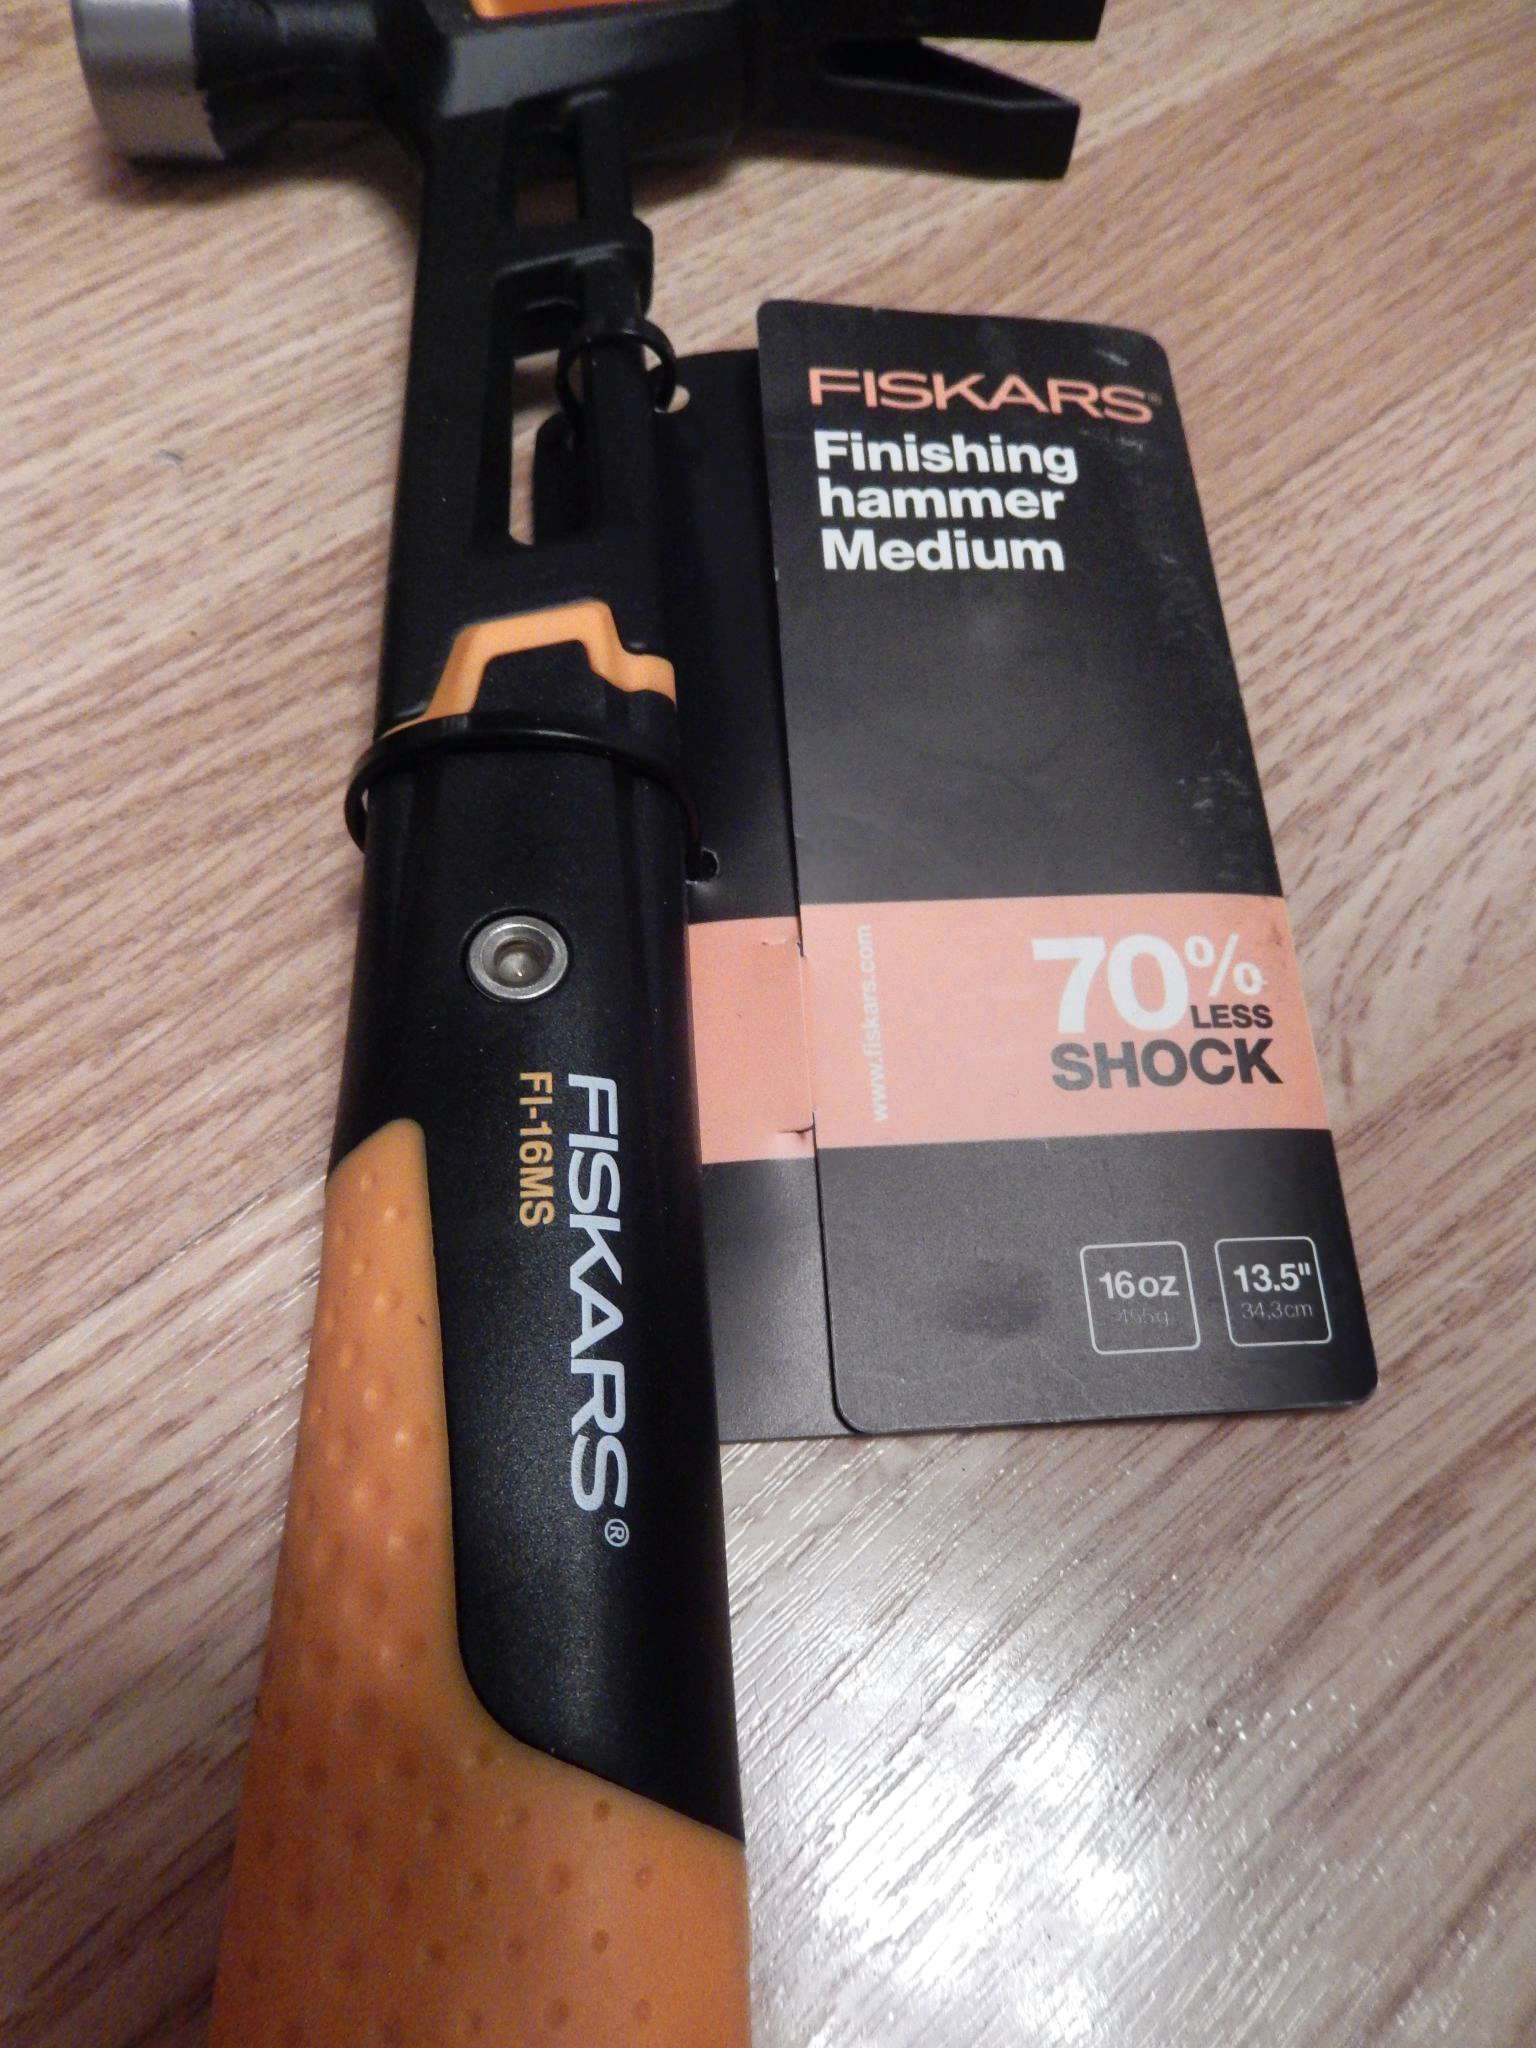 FISKARS®
Finishing
hammer
Medium
www.fiskars.com
70%
LESS
SHOCK
16oz
13.5"
34.3cm
FISKARS®
FI-16MS